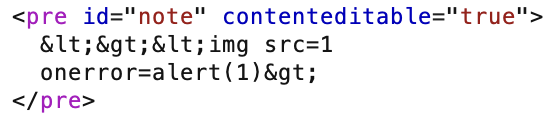 <pre id="note" contenteditable="true">
  &lt;&gt;&lt;img src=1
  onerror=alert(1)&gt;
</pre>